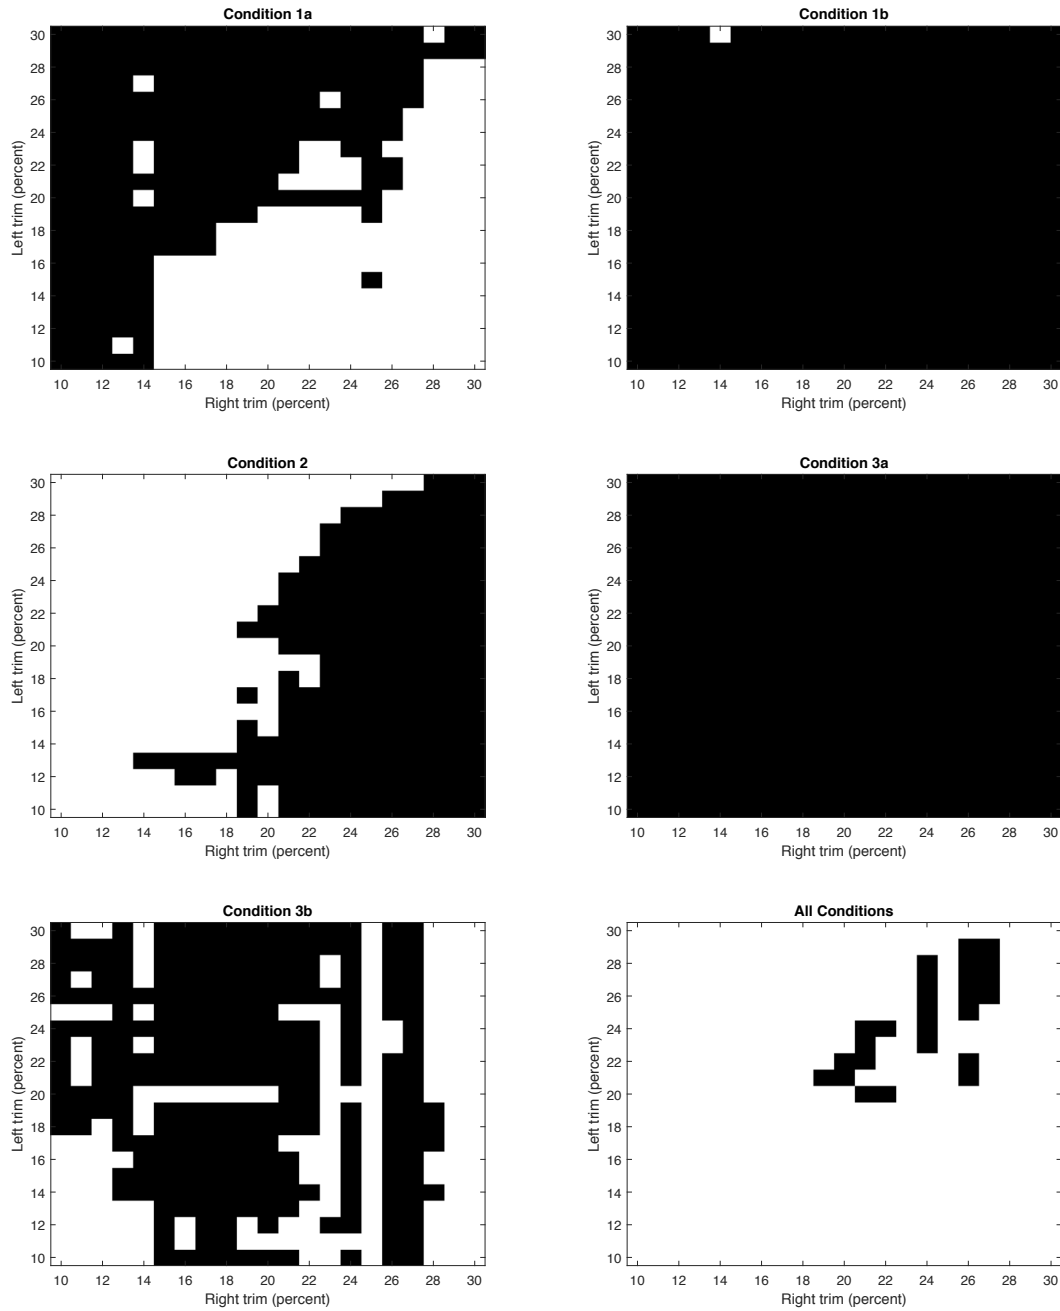 Condition 1a
30
28
26
24
22
20
18
16
14
12
10
Left trim (percent)
10 12 14 16 18 20 22 24 26 28 30
Right trim (percent)
Condition 1b
30
28
26
24
22
20
18
16
14
12
10
Left trim (percent)
10 12 14 16 18 20 22 24 26 28 30
Right trim (percent)
Condition 2
30
28
26
24
22
20
18
16
14
12
10
Left trim (percent)
10 12 14 16 18 20 22 24 26 28 30
Right trim (percent)
Condition 3a
30
28
26
24
22
20
18
16
14
12
10
Left trim (percent)
10 12 14 16 18 20 22 24 26 28 30
Right trim (percent)
Condition 3b
30
28
26
24
22
20
18
16
14
12
10
Left trim (percent)
10 12 14 16 18 20 22 24 26 28 30
Right trim (percent)
All Conditions
30
28
26
24
22
20
18
16
14
12
10
Left trim (percent)
10 12 14 16 18 20 22 24 26 28 30
Right trim (percent)